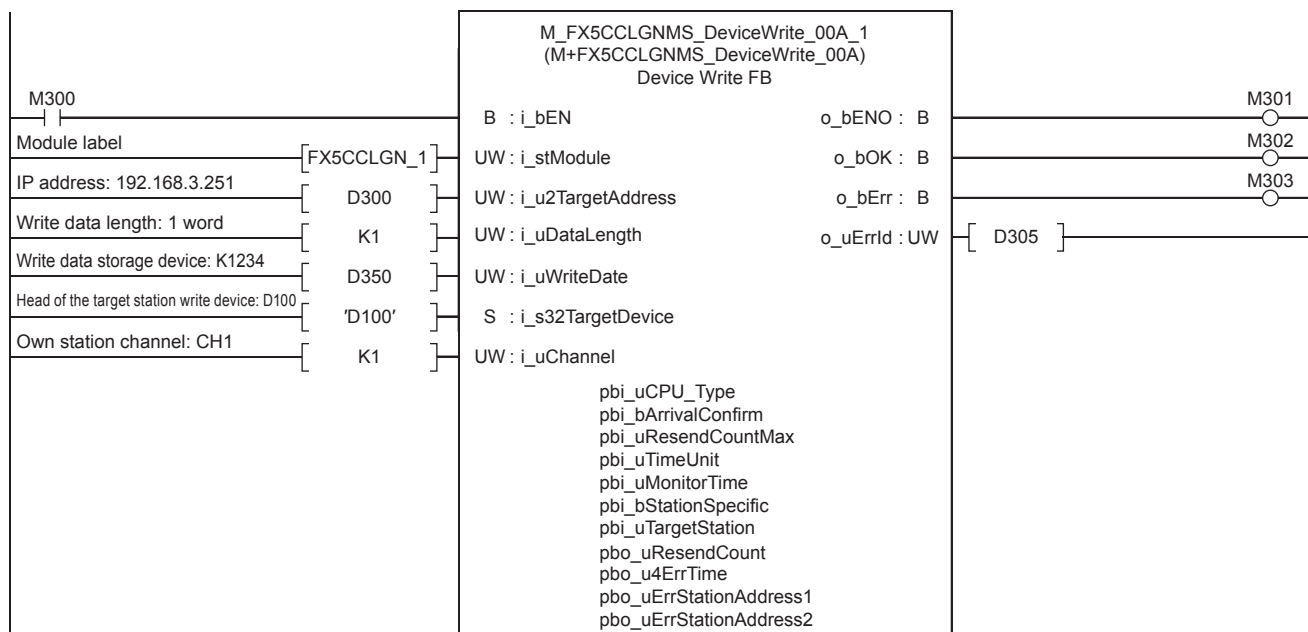 M_FX5CCLGNMS_DeviceWrite_00A_1
(M+FX5CCLGNMS_DeviceWrite_00A)
Device Write FB
M300
B : i_bEN
o_bENO : B
M301
Module label
FX5CCLGN_1
UW : i_stModule
o_bOK : B
M302
IP address: 192.168.3.251
D300
UW : i_u2TargetAddress
o_bErr : B
M303
Write data length: 1 word
K1
UW : i_uDataLength
o_uErrId : UW
D305
Write data storage device: K1234
D350
UW : i_uWriteDate
Head of the target station write device: D100
'D100'
S : i_s32TargetDevice
Own station channel: CH1
K1
UW : i_uChannel
pbi_uCPU_Type
pbi_bArrivalConfirm
pbi_uResendCountMax
pbi_uTimeUnit
pbi_uMonitorTime
pbi_bStationSpecific
pbi_uTargetStation
pbo_uResendCount
pbo_u4ErrTime
pbo_uErrStationAddress1
pbo_uErrStationAddress2